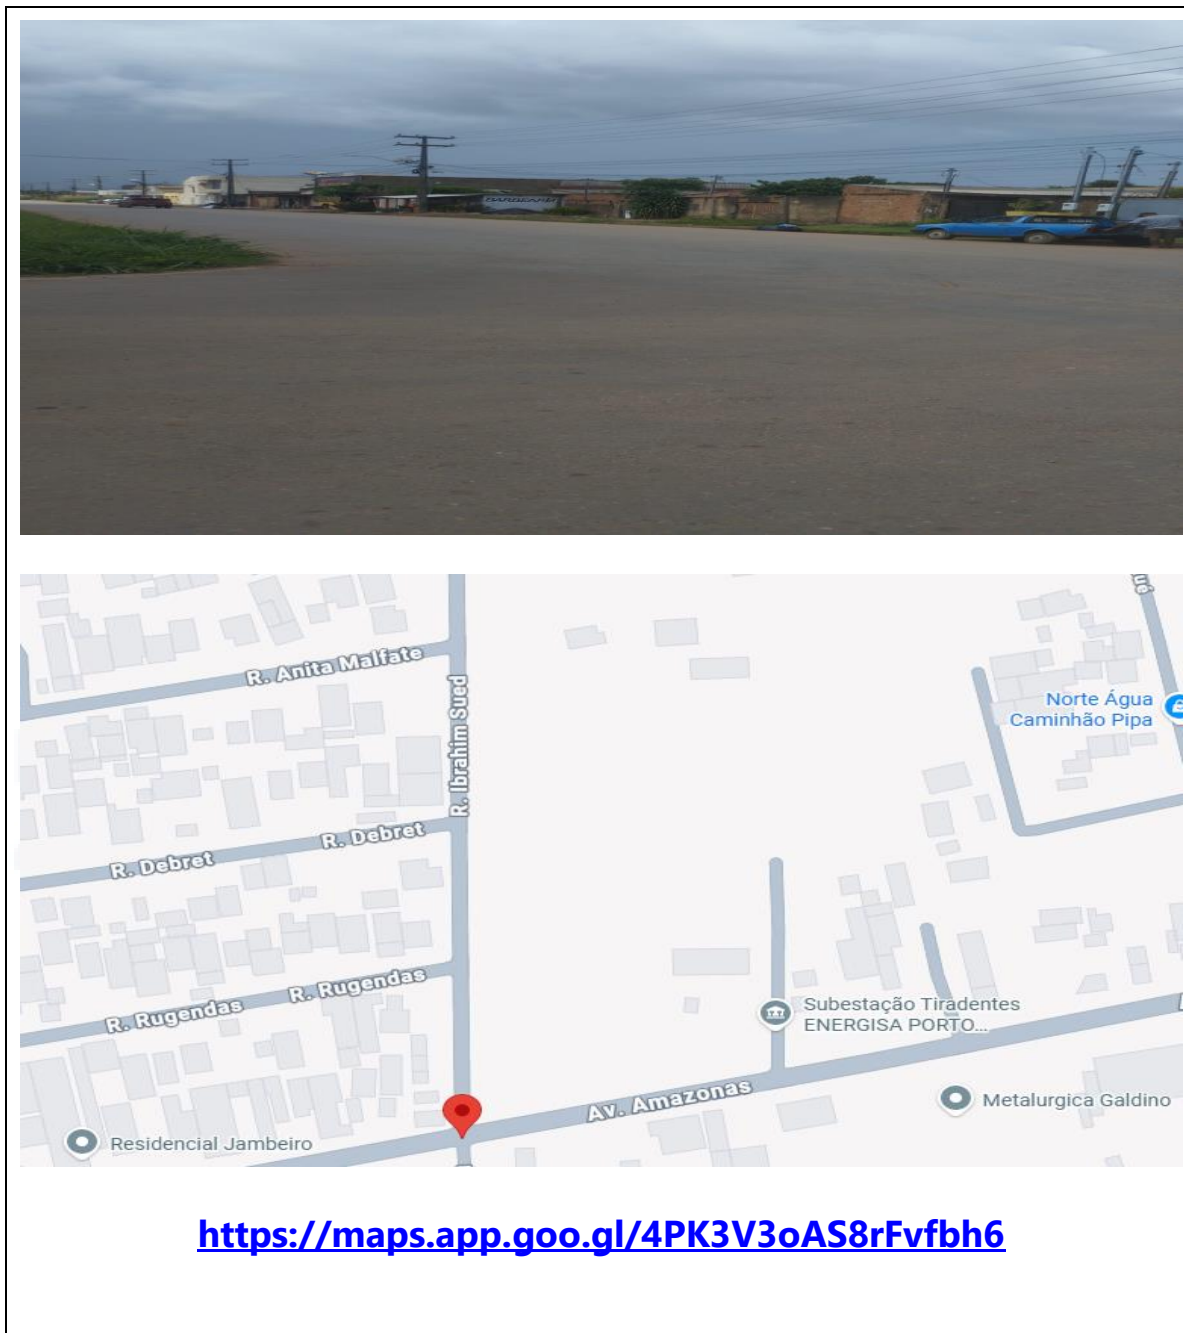 BARBEARIA
R. Anita Malfate
R. Ibrahim Sued
Norte Água
Caminhão Pipa
R. Debret
R. Debret
R. Rugendas
R. Rugendas
Subestação Tiradentes
ENERGISA PORTO...
Av. Amazonas
Metalurgica Galdino
Residencial Jambeiro
https://maps.app.goo.gl/4PK3V3oAS8rFvfbh6